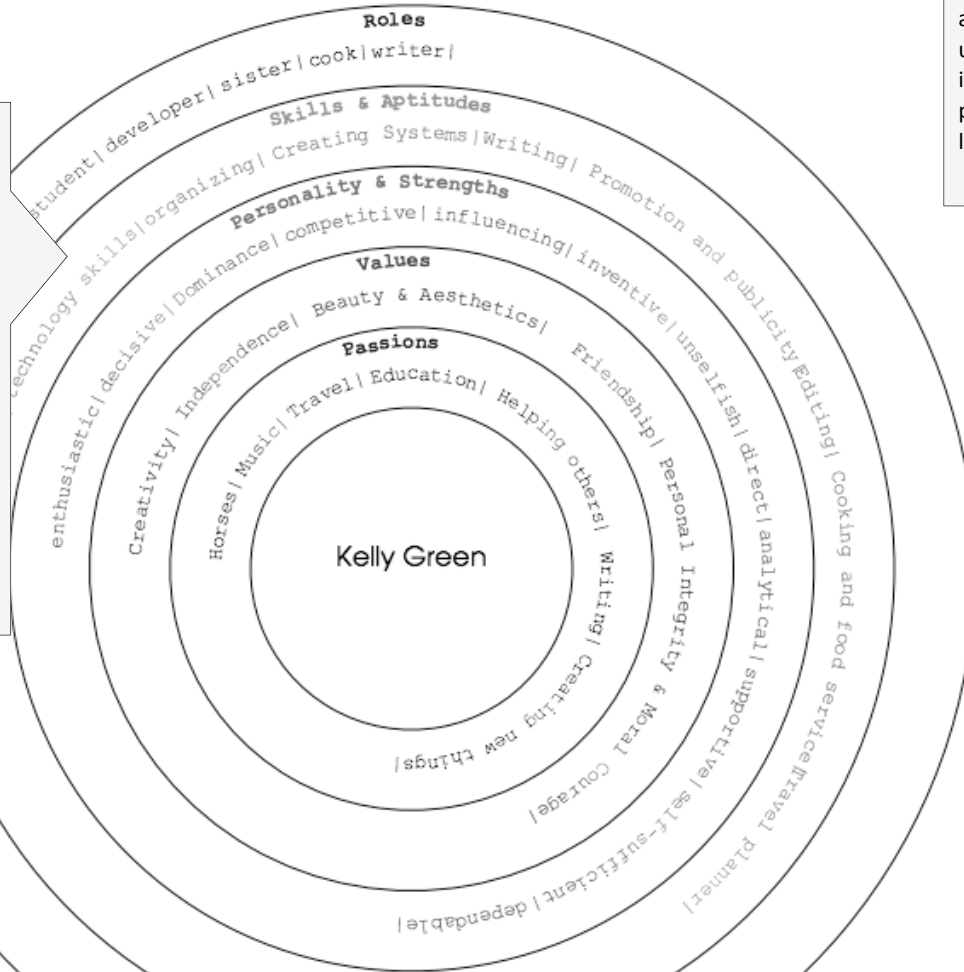 Roles
student| developer| sister| cook| writer|
Skills & Aptitudes
technology skills| organizing| Creating Systems| Writing| Promotion and publicity| Editing| Cooking and food service| Travel planner|
Personality & Strengths
enthusiastic| decisive| Dominance| competitive| influencing| inventive| unselfish| direct| analytical| supportive| self-sufficient| dependable|
Values
Creativity| Independence| Beauty & Aesthetics| Friendship| Personal Integrity & Moral Courage|
Passions
Horses| Music| Travel| Education| Helping others| Writing| Creating new things|
Kelly Green